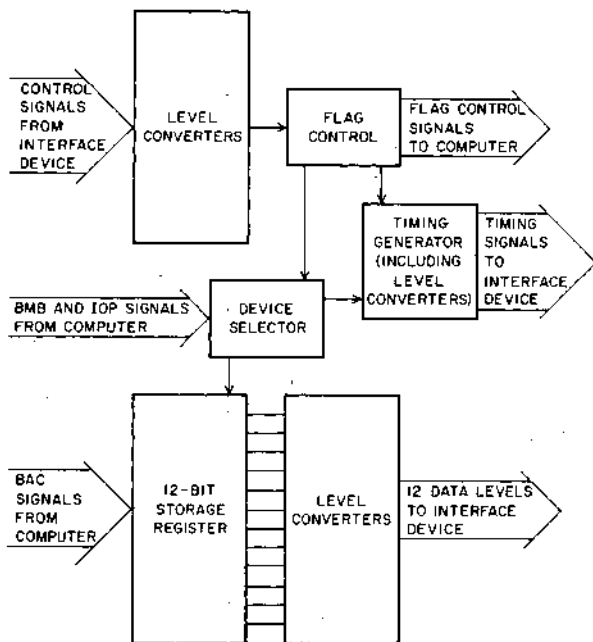 CONTROL
SIGNALS
FROM
INTERFACE
DEVICE
LEVEL
CONVERTERS
FLAG
CONTROL
FLAG CONTROL
SIGNALS
TO COMPUTER
TIMING
GENERATOR
(INCLUDING
LEVEL
CONVERTERS)
TIMING
SIGNALS
TO
INTERFACE
DEVICE
BMB AND IOP SIGNALS
FROM COMPUTER
DEVICE
SELECTOR
BAC
SIGNALS
FROM
COMPUTER
12-BIT
STORAGE
REGISTER
LEVEL
CONVERTERS
12 DATA LEVELS
TO INTERFACE
DEVICE